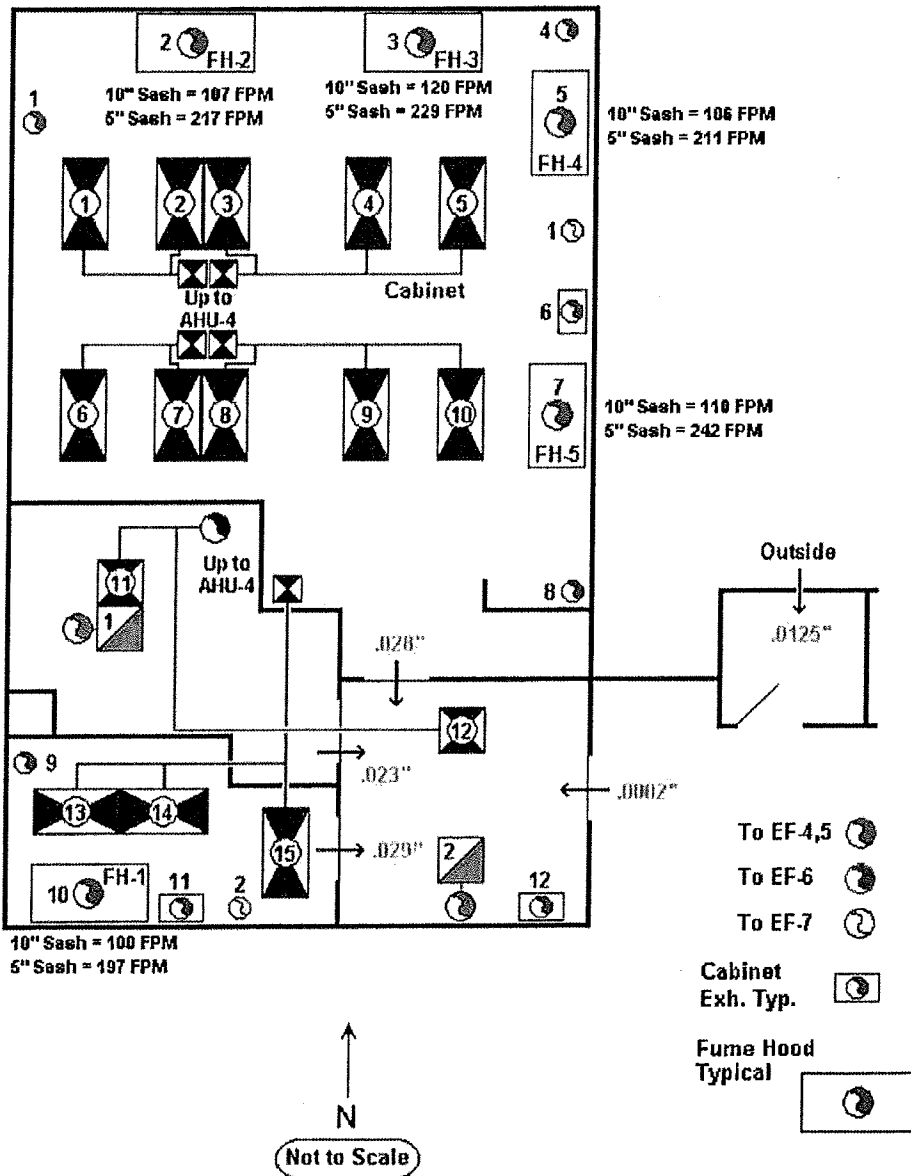 2 FH-2
3 FH-3
4
1
10" Sash = 107 FPM
5" Sash = 217 FPM
10" Sash = 120 FPM
5" Sash = 229 FPM
5
FH-4
10" Sash = 106 FPM
5" Sash = 211 FPM
1 2 3 4 5
1
Up to
AHU-4
Cabinet
6
6 7 8 9 10
7
FH-5
10" Sash = 110 FPM
5" Sash = 242 FPM
11
1
Up to
AHU-4
8
Outside
.0125"
.028"
12
.023"
.0002"
9
13 14
15
.029"
2
10 FH-1
11
2
12
10" Sash = 100 FPM
5" Sash = 197 FPM
To EF-4,5
To EF-6
To EF-7
Cabinet
Exh. Typ.
Fume Hood
Typical
N
Not to Scale